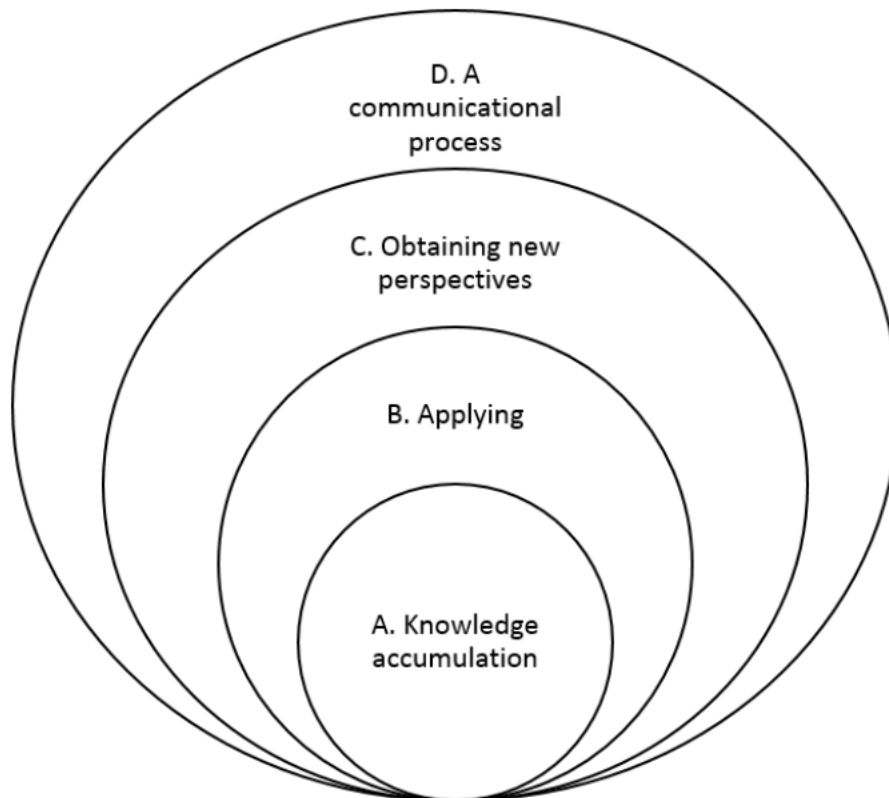 D. A
communicational
process
C. Obtaining new
perspectives
B. Applying
A. Knowledge
accumulation